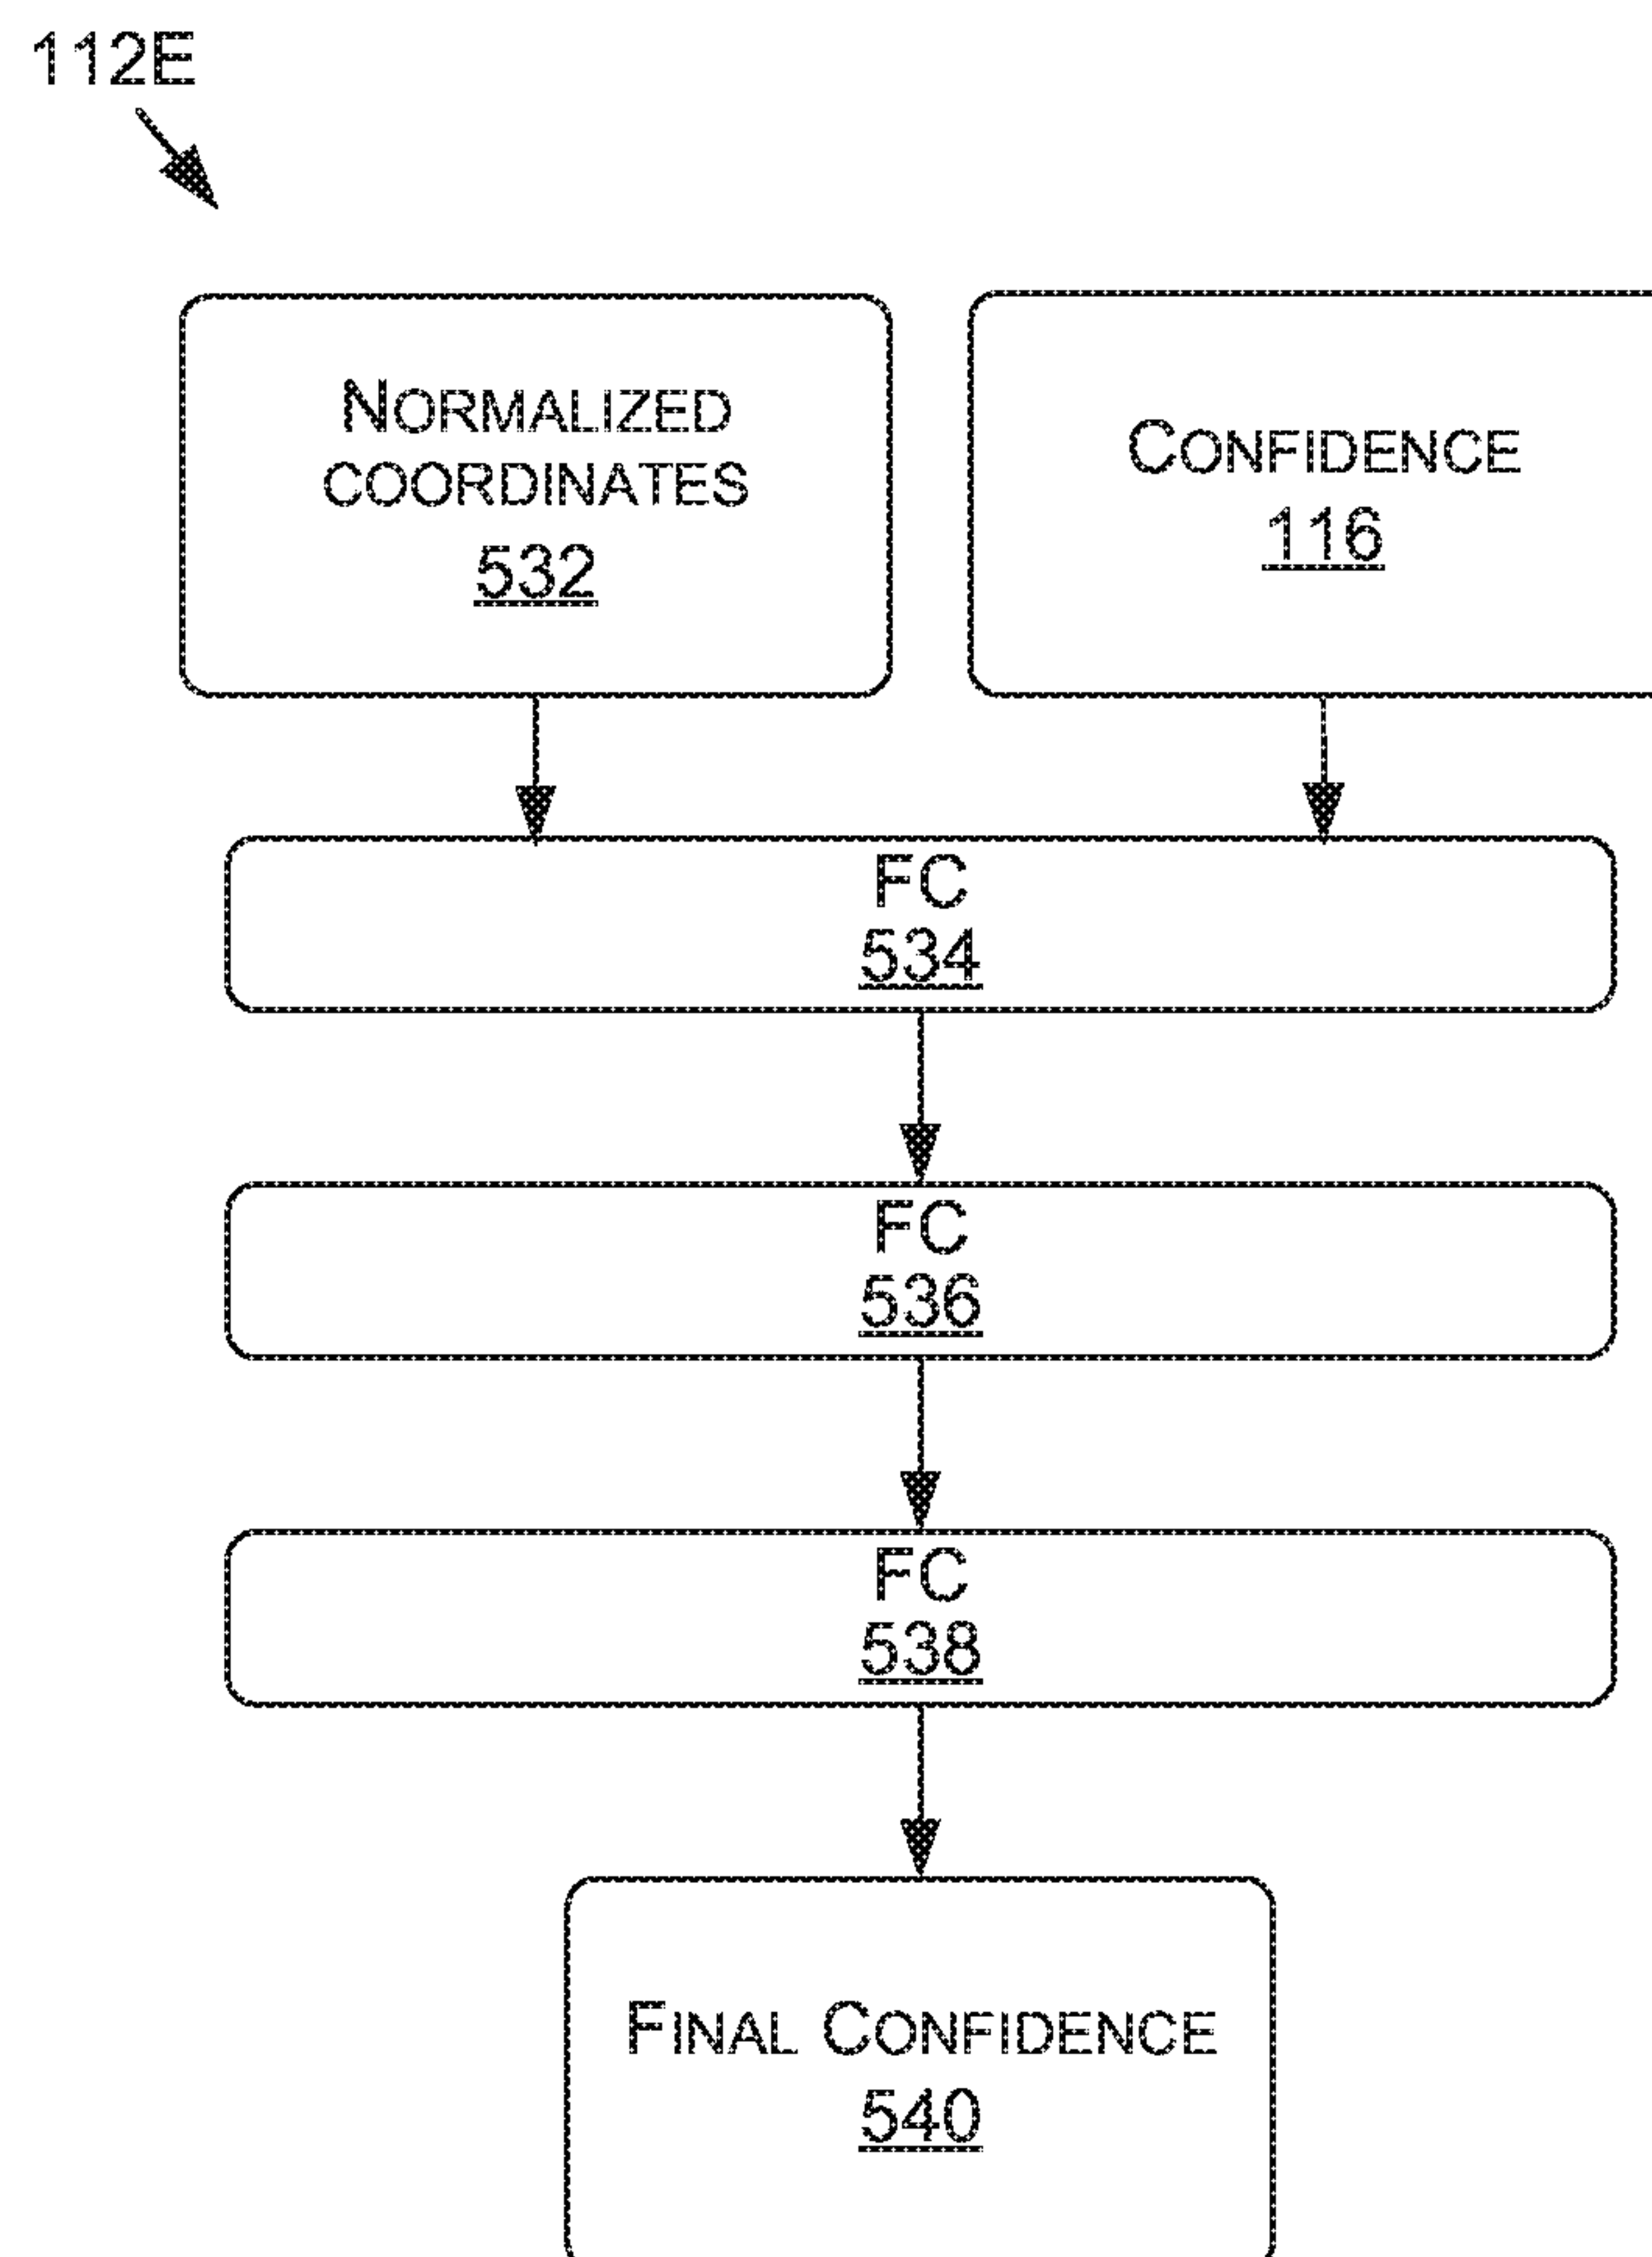 112E
NORMALIZED
COORDINATES
532
CONFIDENCE
116
FC
534
FC
536
FC
538
FINAL CONFIDENCE
540